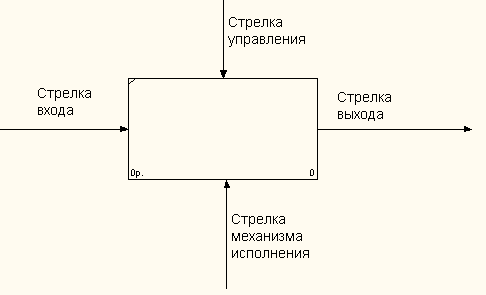 Стрелка
управления
Стрелка
входа
Стрелка
выхода
0р.
0
Стрелка
механизма
исполнения